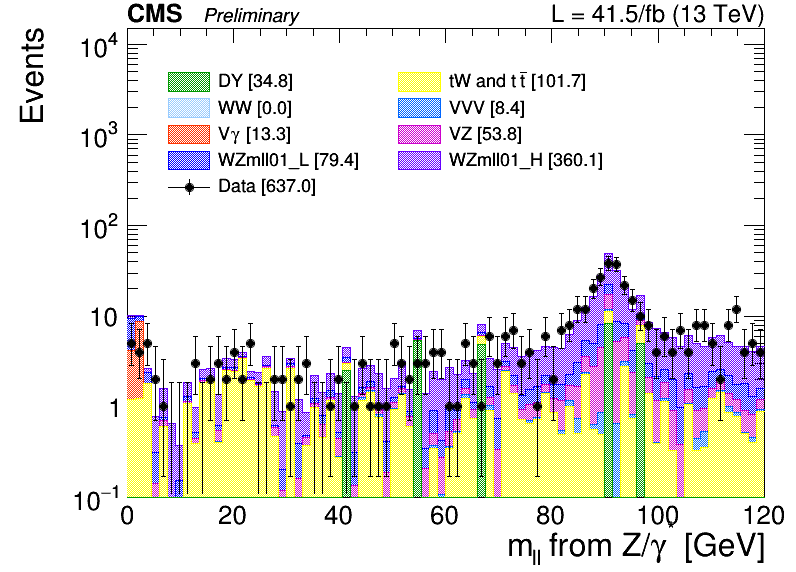 CMS Preliminary L = 41.5/fb (13 TeV)
Events
10⁴
10³
10²
10
1
10⁻¹
DY [34.8] tW and t t̄ [101.7]
WW [0.0] VVV [8.4]
Vγ [13.3] VZ [53.8]
WZmll01_L [79.4] WZmll01_H [360.1]
Data [637.0]
0 20 40 60 80 100 120
m_ll from Z/γ* [GeV]